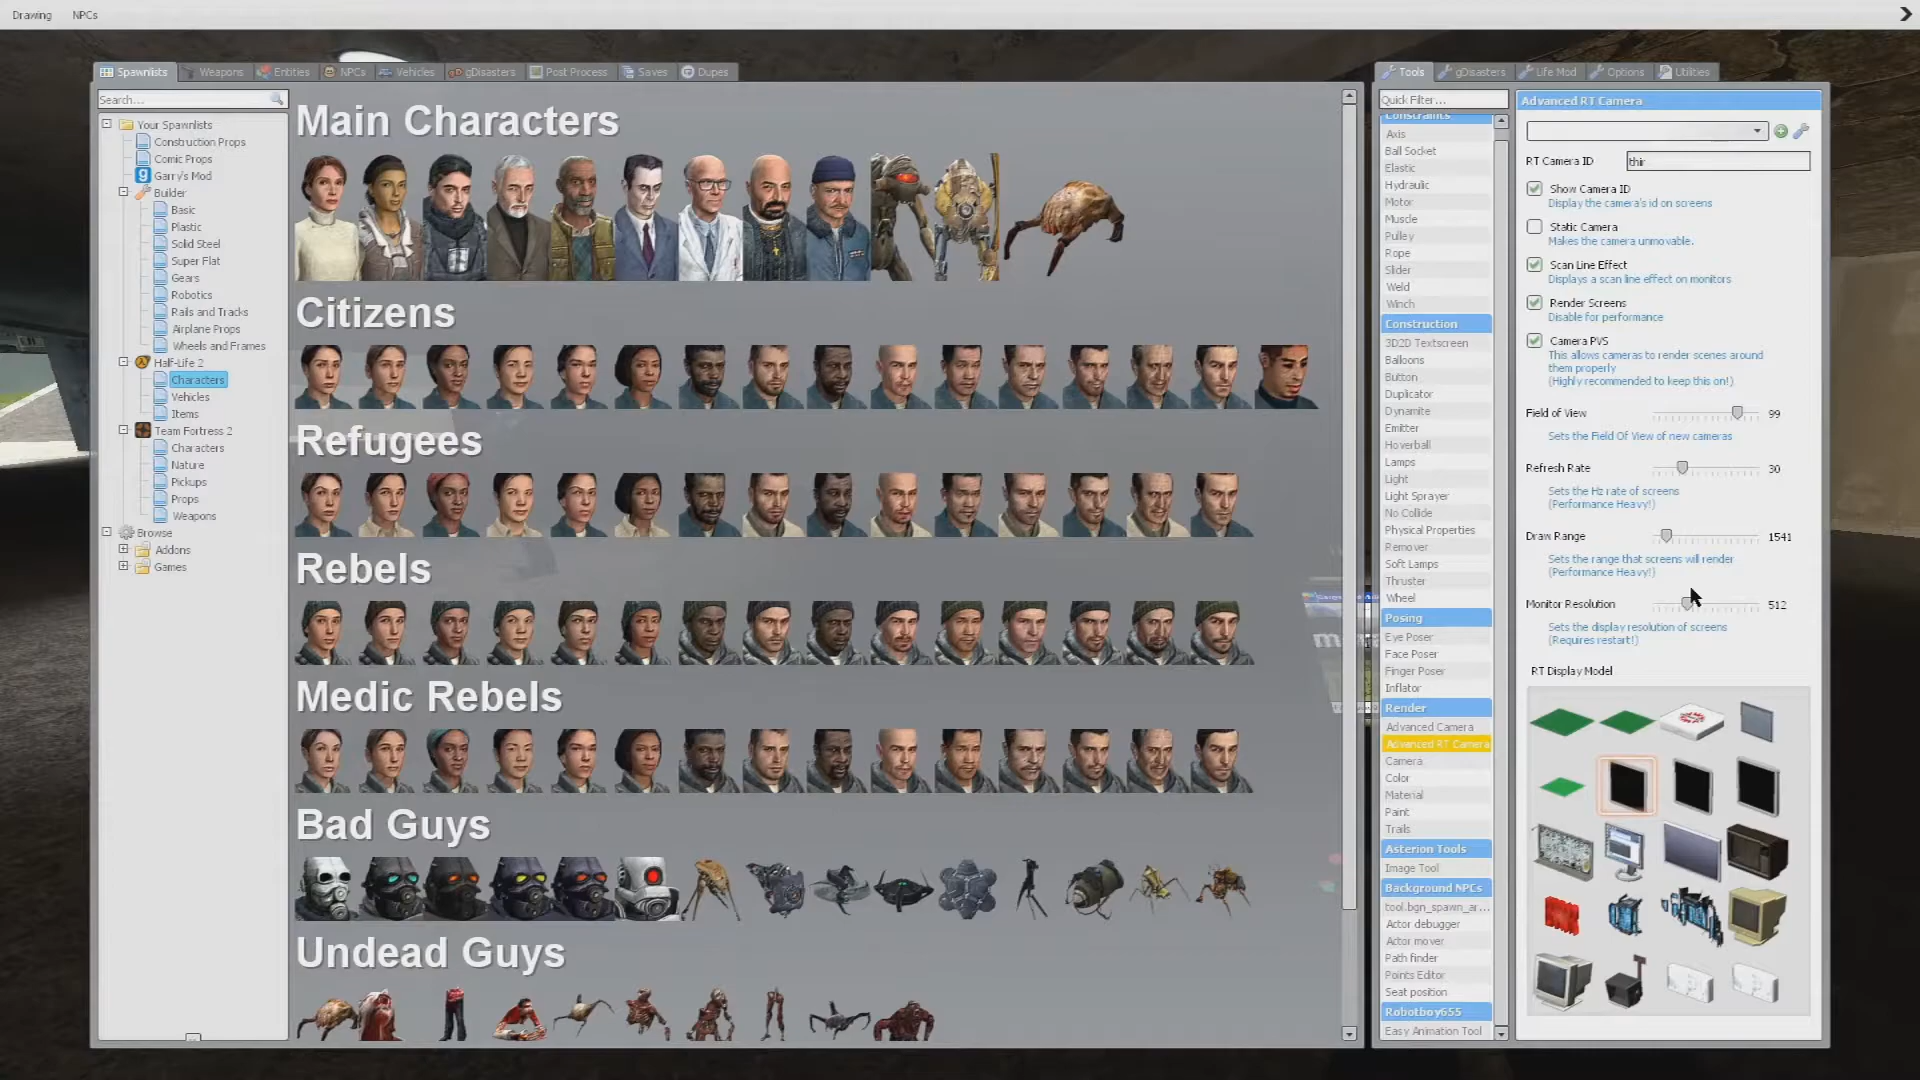 Drawing NPCs
Spawnlists Weapons Entities NPCs Vehicles gDisasters Post Process Saves Dupes
Search...
Your Spawnlists
Construction Props
Comic Props
Garry's Mod
Builder
Basic
Plastic
Solid Steel
Super Flat
Gears
Robotics
Rails and Tracks
Airplane Props
Wheels and Frames
Half-Life 2
Characters
Vehicles
Items
Team Fortress 2
Characters
Nature
Pickups
Props
Weapons
Browse
Addons
Games
Main Characters
Citizens
Refugees
Rebels
Medic Rebels
Bad Guys
Undead Guys
Tools gDisasters Life Mod Options Utilities
Quick Filter...
Constraints
Axis
Ball Socket
Elastic
Hydraulic
Motor
Muscle
Pulley
Rope
Slider
Weld
Winch
Construction
3D2D Textscreen
Balloons
Button
Duplicator
Dynamite
Emitter
Hoverball
Lamps
Light
Light Sprayer
No Collide
Physical Properties
Remover
Soft Lamps
Thruster
Wheel
Posing
Eye Poser
Face Poser
Finger Poser
Inflator
Render
Advanced Camera
Advanced RT Camera
Camera
Color
Material
Paint
Trails
Asterion Tools
Image Tool
Background NPCs
tool.bgn_spawn_ar...
Actor debugger
Actor mover
Path finder
Points Editor
Seat position
Robotboy655
Easy Animation Tool
Advanced RT Camera
RT Camera ID thir
Show Camera ID
Display the camera's id on screens
Static Camera
Makes the camera unmovable.
Scan Line Effect
Displays a scan line effect on monitors
Render Screens
Disable for performance
Camera PVS
This allows cameras to render scenes around
them properly
(Highly recommended to keep this on!)
Field of View 99
Sets the Field Of View of new cameras
Refresh Rate 30
Sets the Hz rate of screens
(Performance Heavy!)
Draw Range 1541
Sets the range that screens will render
(Performance Heavy!)
Monitor Resolution 512
Sets the display resolution of screens
(Requires restart!)
RT Display Model